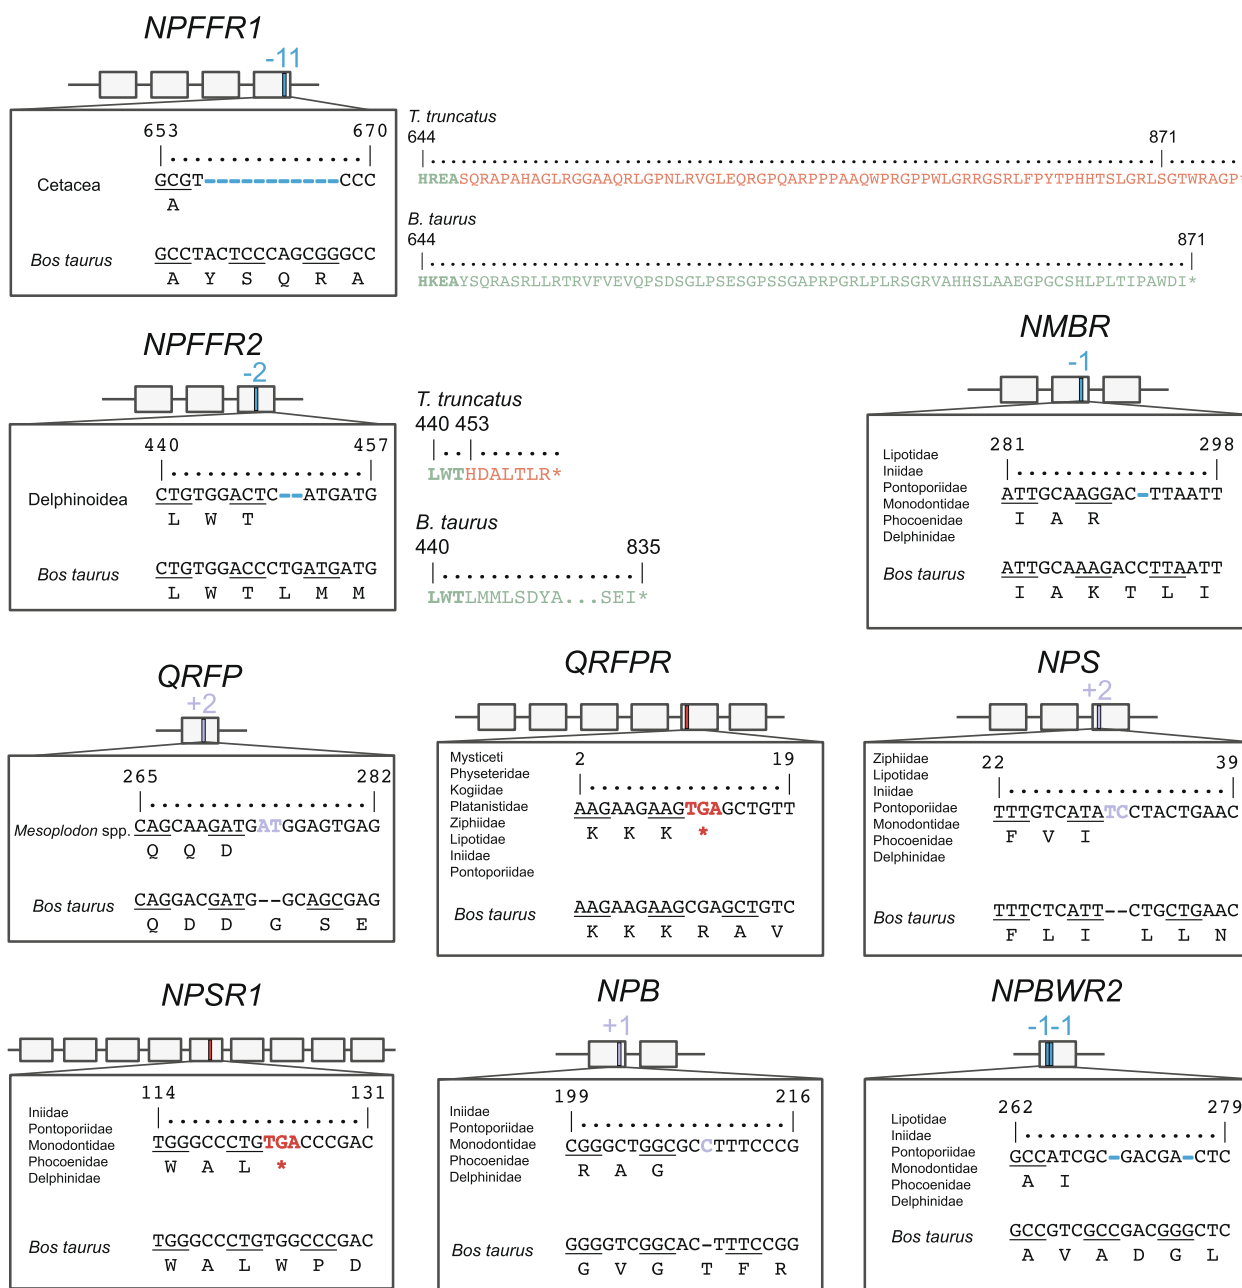 NPFFR1
-11
653 670
Cetacea GCGT-----------CCC
A
Bos taurus GCCTACTCCCAGCGGGCC
A Y S Q R A
T. truncatus
644 871
HREASQRAPAHAGLRGGAAQRLGPNLRVGLEQRGPQARPPPAAQWPRGPPWLGRRGSRLFPYTPHHTSLGRLSGTWRAGP*
B. taurus
644 871
HKEAYSQRASRLLRTRVFVEVQPSDSGLPSESGPSSGAPRPGRLPLRSGRVAHHSLAAEGPGCSHLPLTIPAWDI*
NPFFR2
-2
440 457
Delphinoidea CTGTGGACTC--ATGATG
L W T
Bos taurus CTGTGGACCCTGATGATG
L W T L M M
T. truncatus
440 453
LWTHDALTLR*
B. taurus
440 835
LWTLMMLSDYA...SEI*
NMBR
-1
281 298
Lipotidae
Iniidae
Pontoporiidae
Monodontidae
Phocoenidae
Delphinidae
ATTGCAAGGAC-TTAATT
I A R
Bos taurus ATTGCAAAGACCTTAATT
I A K T L I
QRFP
+2
265 282
Mesoplodon spp. CAGCAAGATGATGGAGTGAG
Q Q D
Bos taurus CAGGACGATG--GCAGCGAG
Q D D G S E
QRFPR
2 19
Mysticeti
Physeteridae
Kogiidae
Platanistidae
Ziphiidae
Lipotidae
Iniidae
Pontoporiidae
AAGAAGAAGTGAGCTGTT
K K K *
Bos taurus AAGAAGAAGCGAGCTGTC
K K K R A V
NPS
+2
22 39
Ziphiidae
Lipotidae
Iniidae
Pontoporiidae
Monodontidae
Phocoenidae
Delphinidae
TTTGTCATATCCTACTGAAC
F V I
Bos taurus TTTCTCATT--CTGCTGAAC
F L I L L N
NPSR1
114 131
Iniidae
Pontoporiidae
Monodontidae
Phocoenidae
Delphinidae
TGGGCCCTGTGACCCGAC
W A L *
Bos taurus TGGGCCCTGTGGCCCGAC
W A L W P D
NPB
+1
199 216
Iniidae
Pontoporiidae
Monodontidae
Phocoenidae
Delphinidae
CGGGCTGGCGCCTTTCCCG
R A G
Bos taurus GGGGTCGGCAC-TTTCCGG
G V G T F R
NPBWR2
-1-1
262 279
Lipotidae
Iniidae
Pontoporiidae
Monodontidae
Phocoenidae
Delphinidae
GCCATCGC-GACGA-CTC
A I
Bos taurus GCCGTCGCCGACGGGCTC
A V A D G L